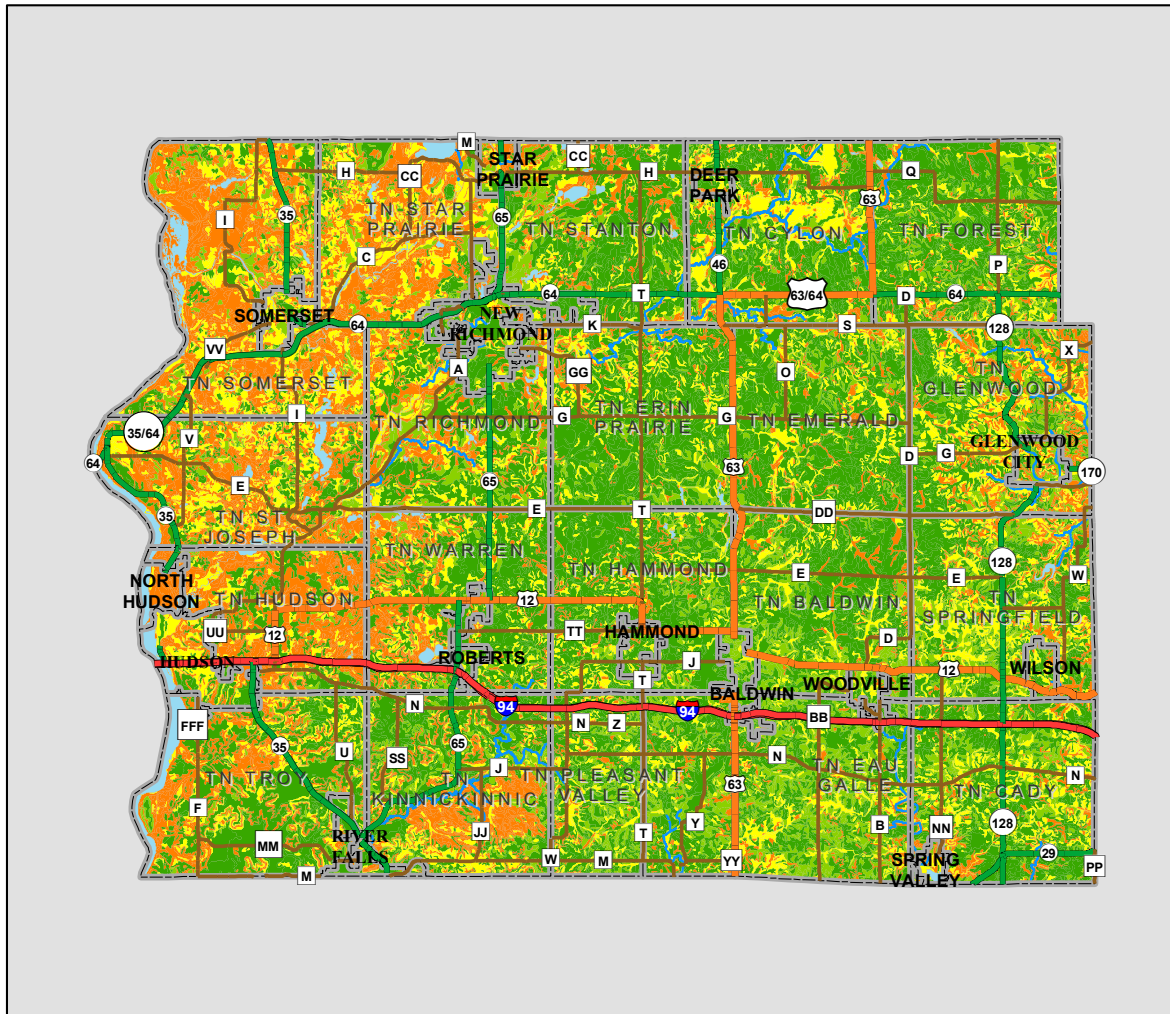 M
STAR
PRAIRIE
CC
H
CC
H
DEER
PARK
Q
63
TN STAR
PRAIRIE
I
35
65
TN STANTON
TN CYLON
TN FOREST
C
46
P
64
T
63/64
D
64
SOMERSET
64
NEW
RICHMOND
K
S
128
VV
A
GG
O
X
TN SOMERSET
TN
GLENWOOD
I
TN RICHMOND
G
TN ERIN
PRAIRIE
G
TN EMERALD
35/64
V
GLENWOOD
CITY
64
65
63
D
G
170
E
35
TN ST
JOSEPH
E
T
DD
TN WARREN
128
NORTH
HUDSON
TN HAMMOND
E
E
W
TN HUDSON
12
TN BALDWIN
TN
SPRINGFIELD
UU
12
TT
HAMMOND
D
HUDSON
ROBERTS
J
12
WILSON
T
BALDWIN
WOODVILLE
FFF
N
94
94
N
Z
BB
35
U
SS
65
J
N
TN TROY
TN
KINNICKINNIC
TN PLEASANT
VALLEY
63
TN EAU
GALLE
TN CADY
N
F
MM
RIVER
FALLS
JJ
T
Y
B
NN
128
M
W
M
YY
SPRING
VALLEY
29
PP